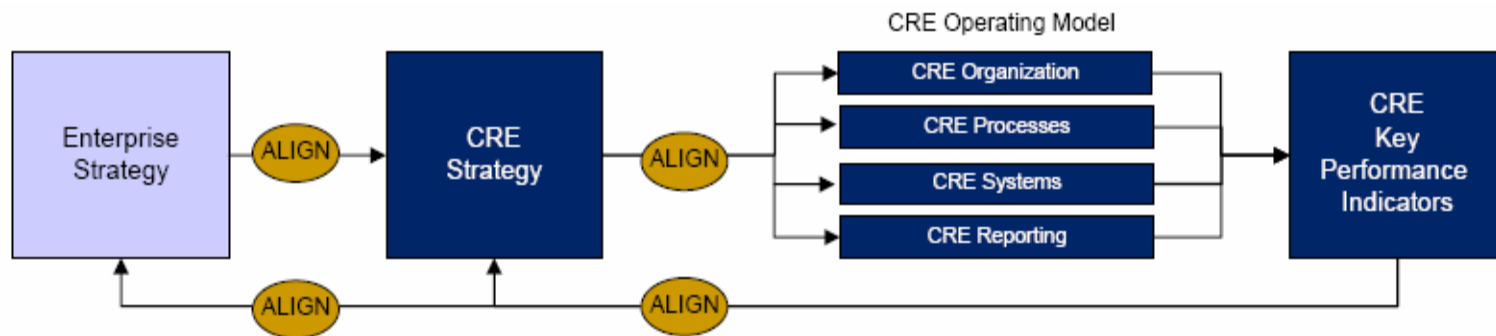 CRE Operating Model
Enterprise
Strategy
ALIGN
CRE
Strategy
ALIGN
CRE Organization
CRE Processes
CRE Systems
CRE Reporting
CRE
Key
Performance
Indicators
ALIGN
ALIGN